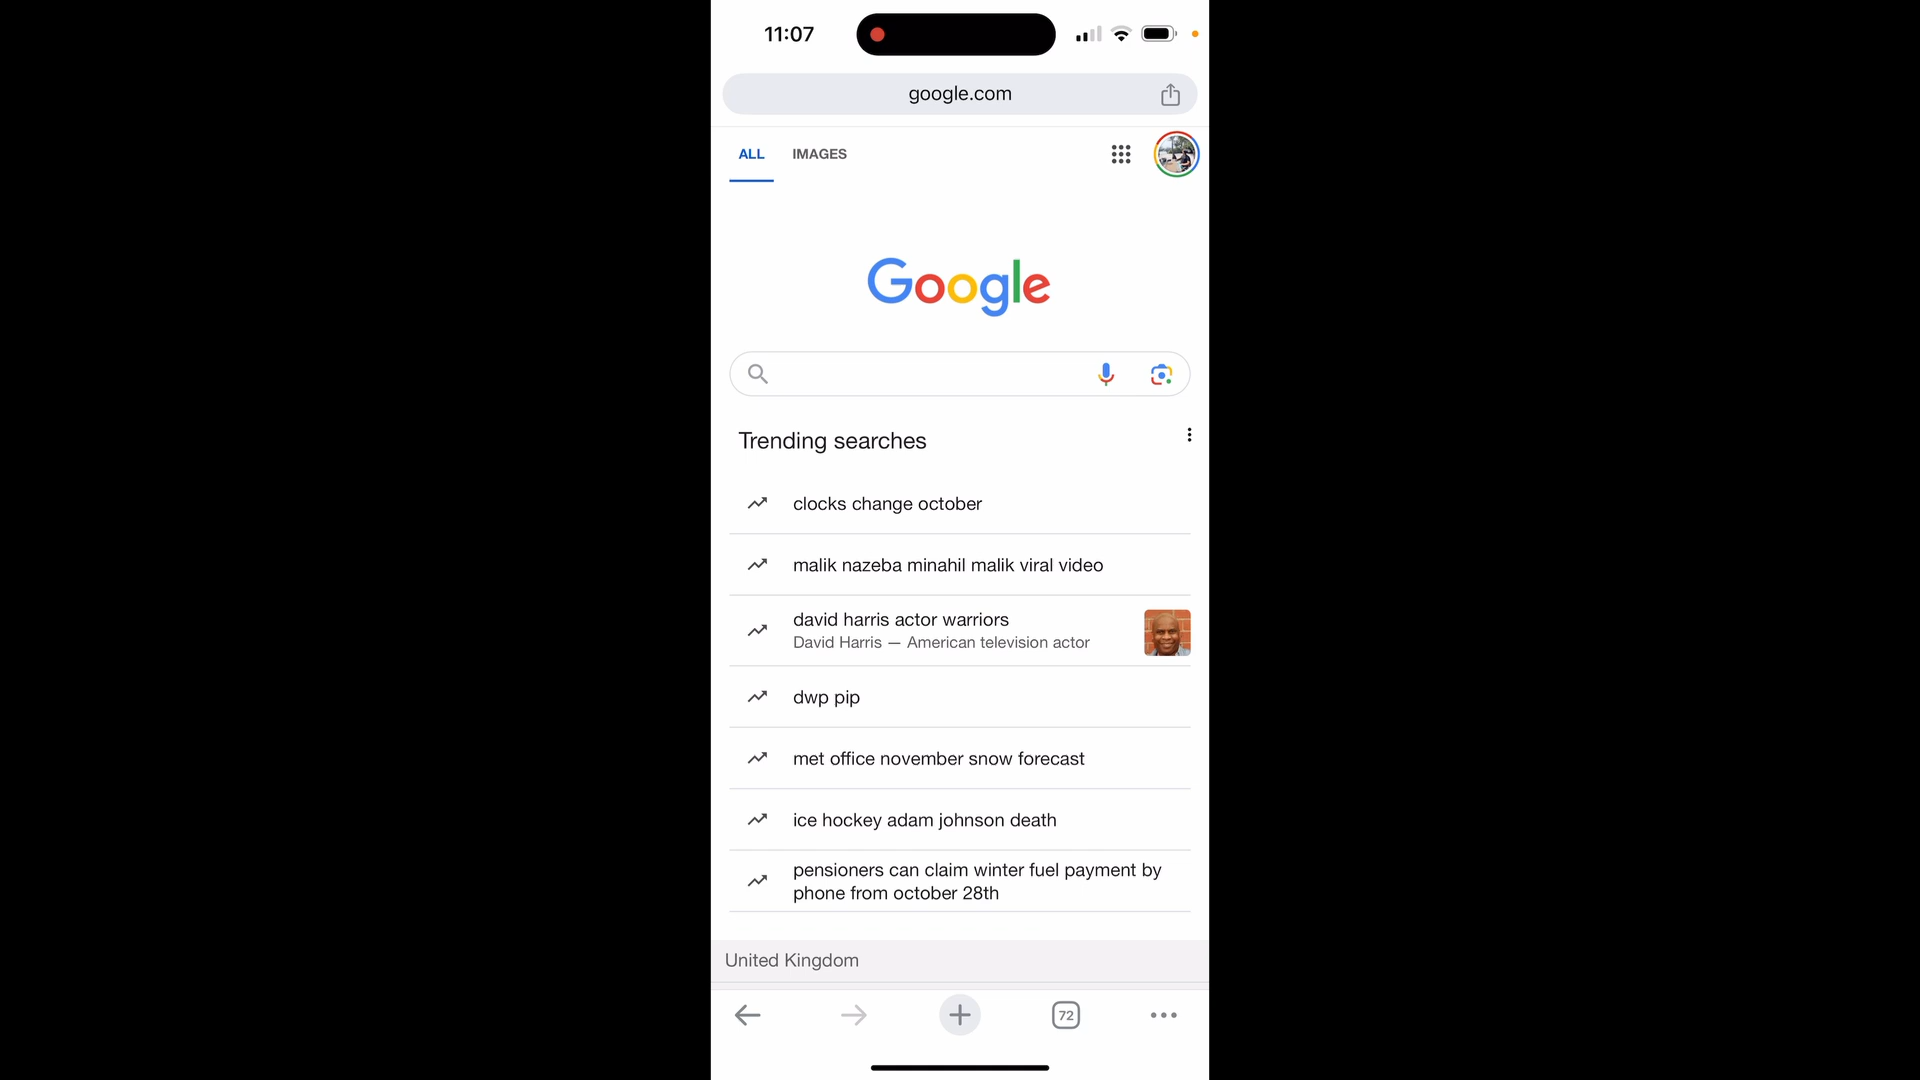 11:07
google.com
ALL IMAGES
Google
Trending searches
clocks change october
malik nazeba minahil malik viral video
david harris actor warriors
David Harris — American television actor
dwp pip
met office november snow forecast
ice hockey adam johnson death
pensioners can claim winter fuel payment by
phone from october 28th
United Kingdom
72